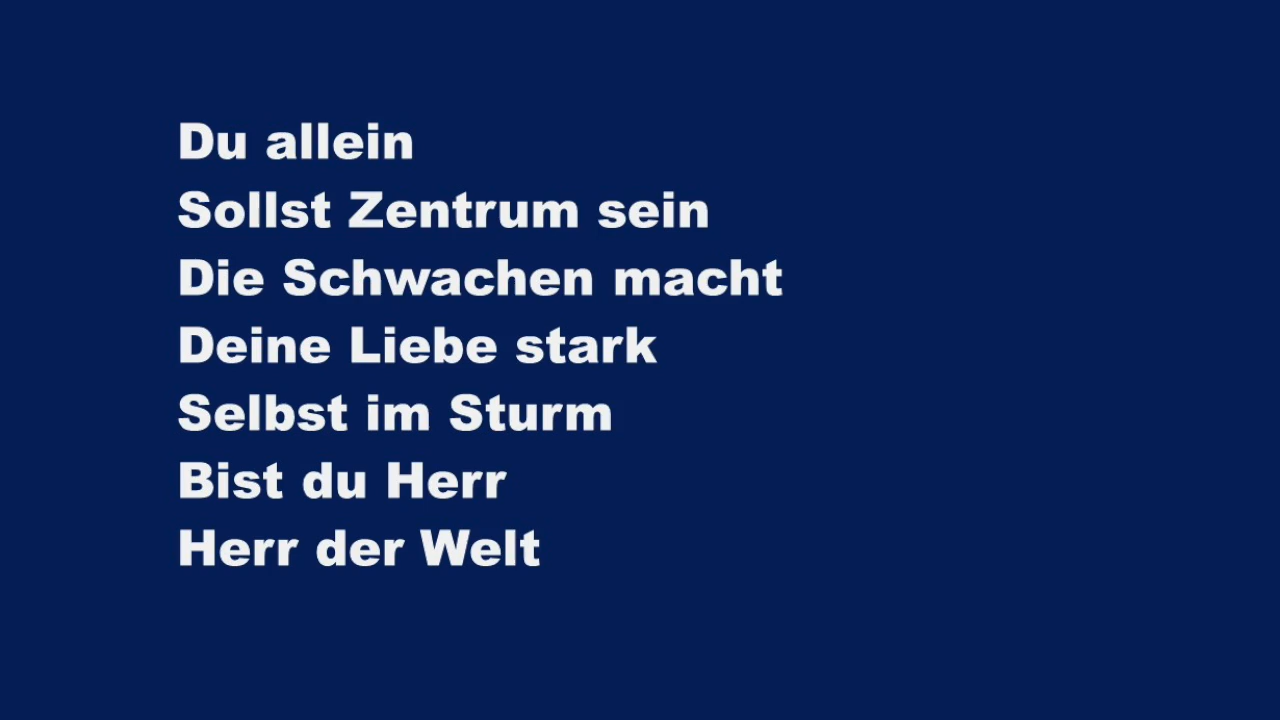 Du allein
Sollst Zentrum sein
Die Schwachen macht
Deine Liebe stark
Selbst im Sturm
Bist du Herr
Herr der Welt